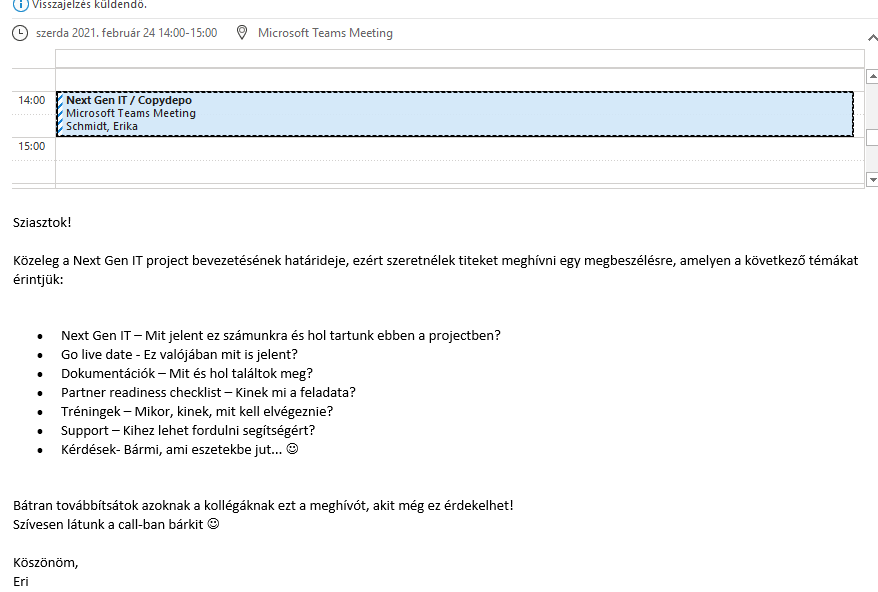 Visszajelzés küldendő.
szerda 2021. február 24 14:00-15:00 Microsoft Teams Meeting
14:00 Next Gen IT / Copydepo
Microsoft Teams Meeting
Schmidt, Erika
15:00
Sziasztok!
Közeleg a Next Gen IT project bevezetésének határideje, ezért szeretnélek titeket meghívni egy megbeszélésre, amelyen a következő témákat
érintjük:
• Next Gen IT – Mit jelent ez számunkra és hol tartunk ebben a projectben?
• Go live date - Ez valójában mit is jelent?
• Dokumentációk – Mit és hol találtok meg?
• Partner readiness checklist – Kinek mi a feladata?
• Tréningek – Mikor, kinek, mit kell elvégeznie?
• Support – Kihez lehet fordulni segítségért?
• Kérdések- Bármi, ami eszetekbe jut... ☺
Bátran továbbítsátok azoknak a kollégáknak ezt a meghívót, akit még ez érdekelhet!
Szívesen látunk a call-ban bárkit ☺
Köszönöm,
Eri